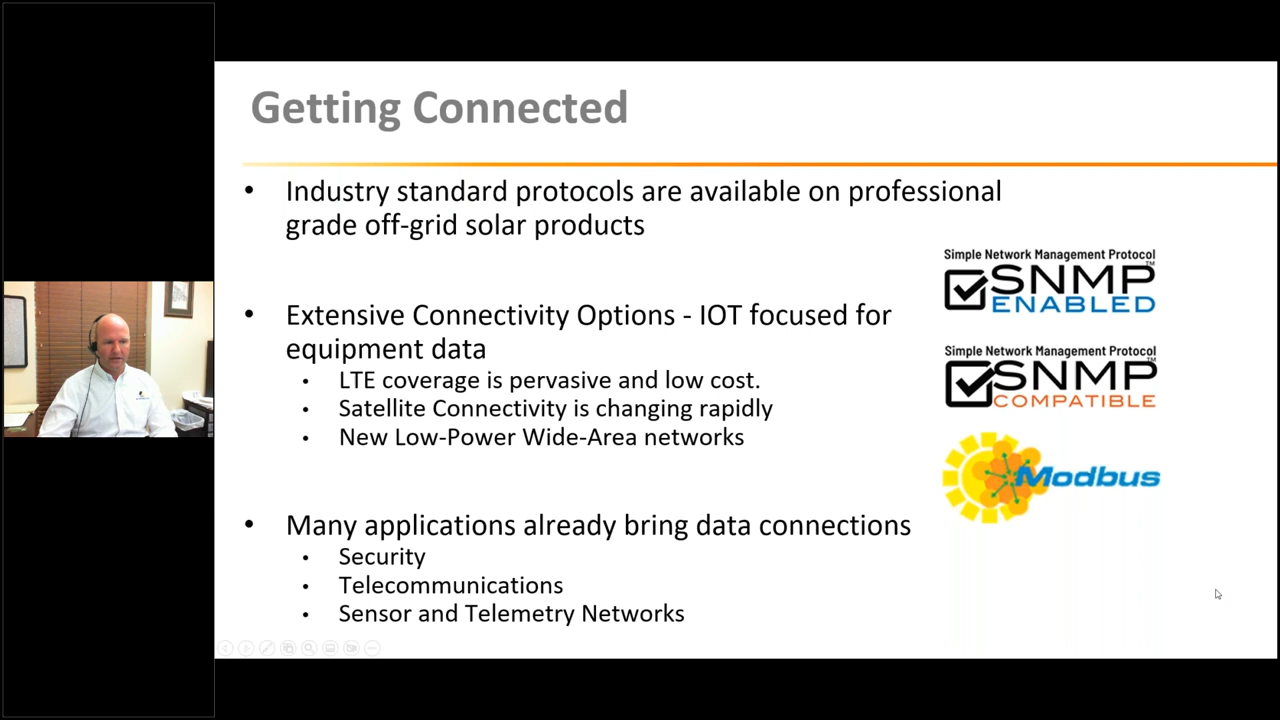 Getting Connected
• Industry standard protocols are available on professional
grade off-grid solar products
• Extensive Connectivity Options - IOT focused for
equipment data
• LTE coverage is pervasive and low cost.
• Satellite Connectivity is changing rapidly
• New Low-Power Wide-Area networks
• Many applications already bring data connections
• Security
• Telecommunications
• Sensor and Telemetry Networks
Simple Network Management Protocol
SNMP™
ENABLED
Simple Network Management Protocol
SNMP™
COMPATIBLE
Modbus